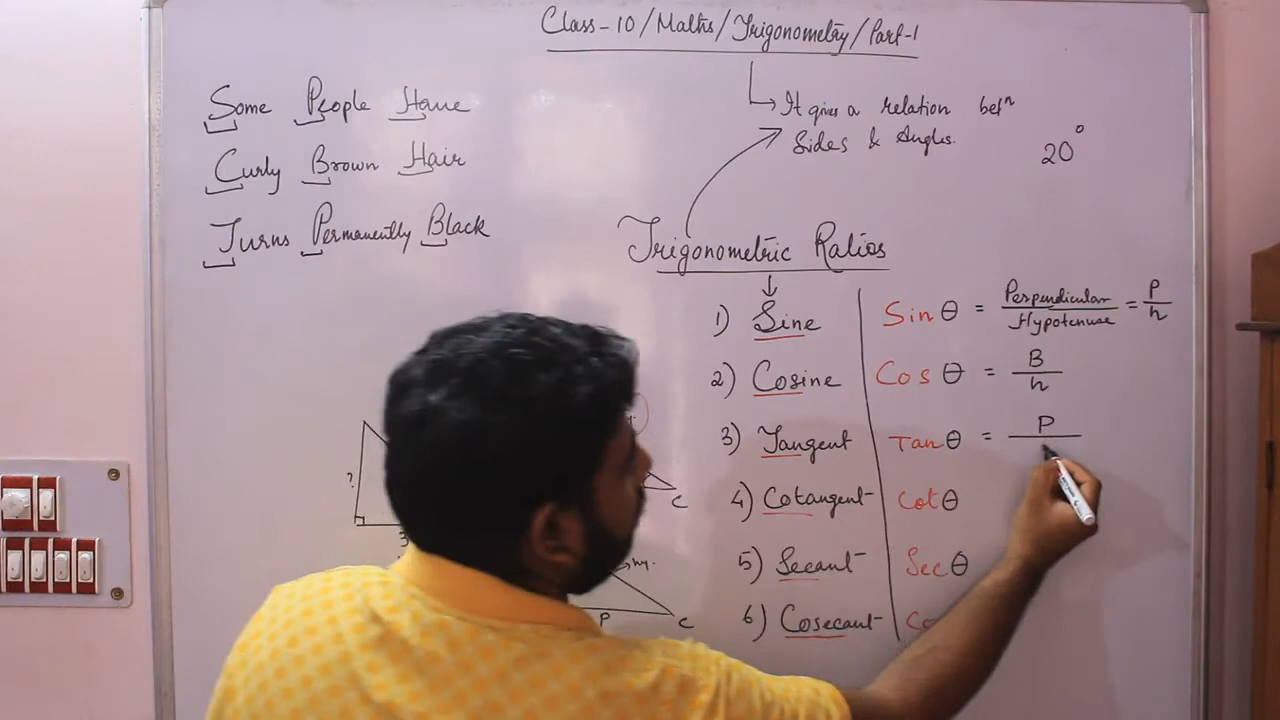 Class-10/Maths/Trigonometry/Part-1
It gives a relation betn
Sides & Angles.
20°
Some People Have
Curly Brown Hair
Turns Permanently Black
Trigonometric Ratios
1) Sine Sin θ = Perpendicular/Hypotenuse = P/h
2) Cosine Cos θ = B/h
3) Tangent Tan θ = P
4) Cotangent Cot θ
5) Secant Sec θ
6) Cosecant
?
3
C
hy.
P C